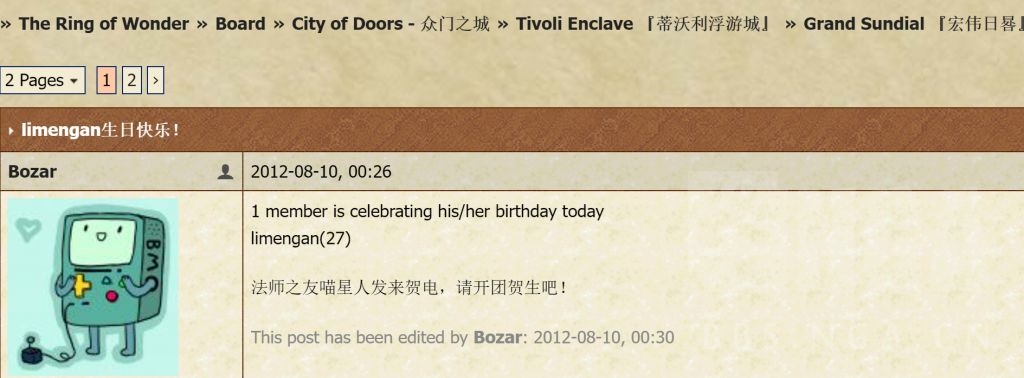 » The Ring of Wonder » Board » City of Doors - 众门之城 » Tivoli Enclave 『蒂沃利浮游城』 » Grand Sundial 『宏伟日晷』
2 Pages 1 2 ›
limengan生日快乐！
Bozar 2012-08-10, 00:26
1 member is celebrating his/her birthday today
limengan(27)
BMO
法师之友喵星人发来贺电，请开团贺生吧！
This post has been edited by Bozar: 2012-08-10, 00:30